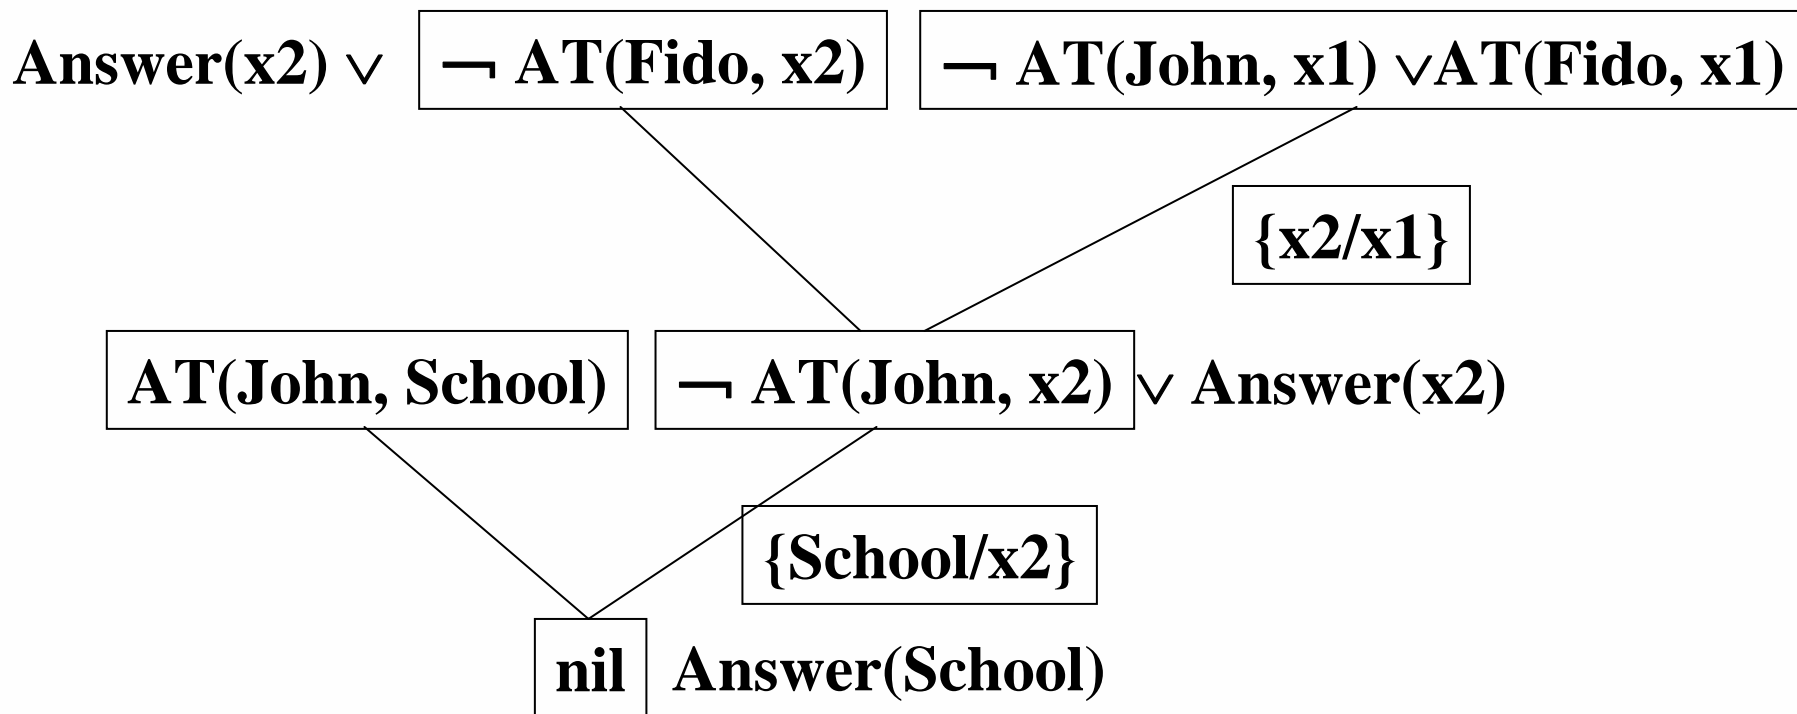 Answer(x2) ∨ ¬ AT(Fido, x2) ¬ AT(John, x1) ∨AT(Fido, x1)
{x2/x1}
AT(John, School) ¬ AT(John, x2) ∨ Answer(x2)
{School/x2}
nil Answer(School)